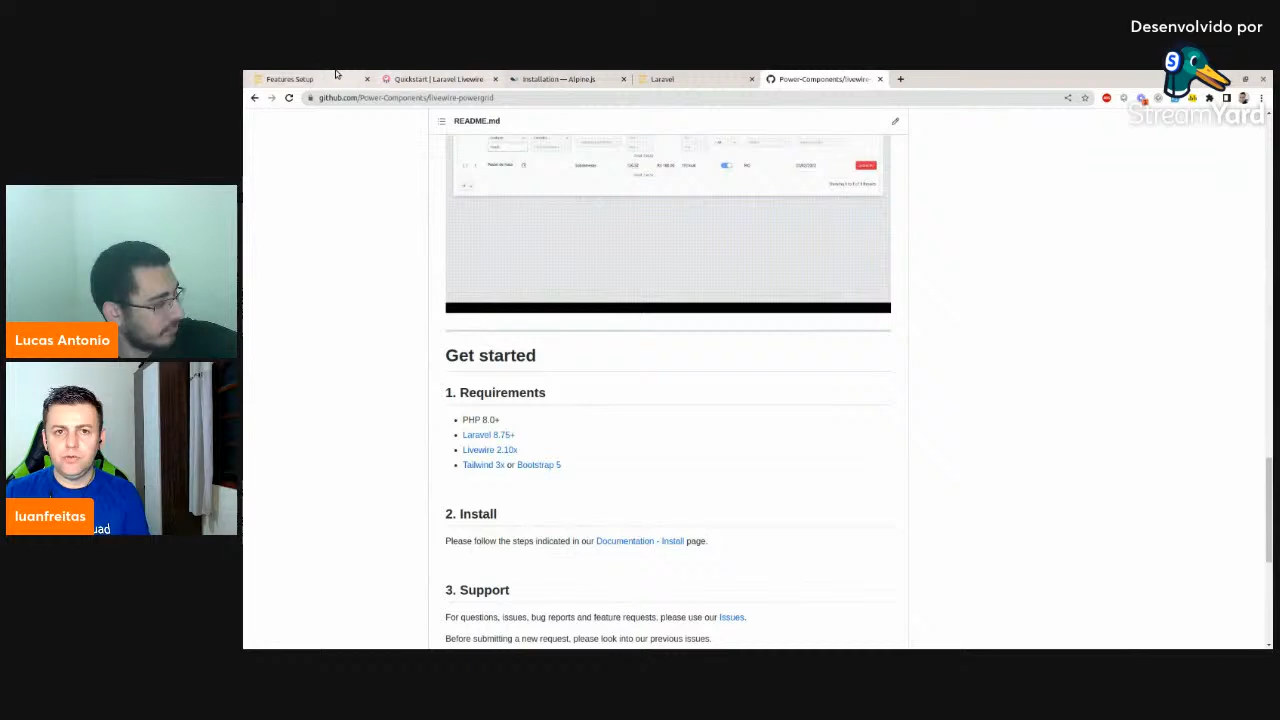 Desenvolvido por
S
StreamYard
Features Setup
Quickstart | Laravel Livewire
Installation — Alpine.js
Laravel
Power-Components/livewire-
github.com/Power-Components/livewire-powergrid
README.md
Get started
1. Requirements
PHP 8.0+
Laravel 8.75+
Livewire 2.10x
Tailwind 3x or Bootstrap 5
2. Install
Please follow the steps indicated in our Documentation - Install page.
3. Support
For questions, issues, bug reports and feature requests, please use our Issues.
Before submitting a new request, please look into our previous issues.
Lucas Antonio
uad
luanfreitas